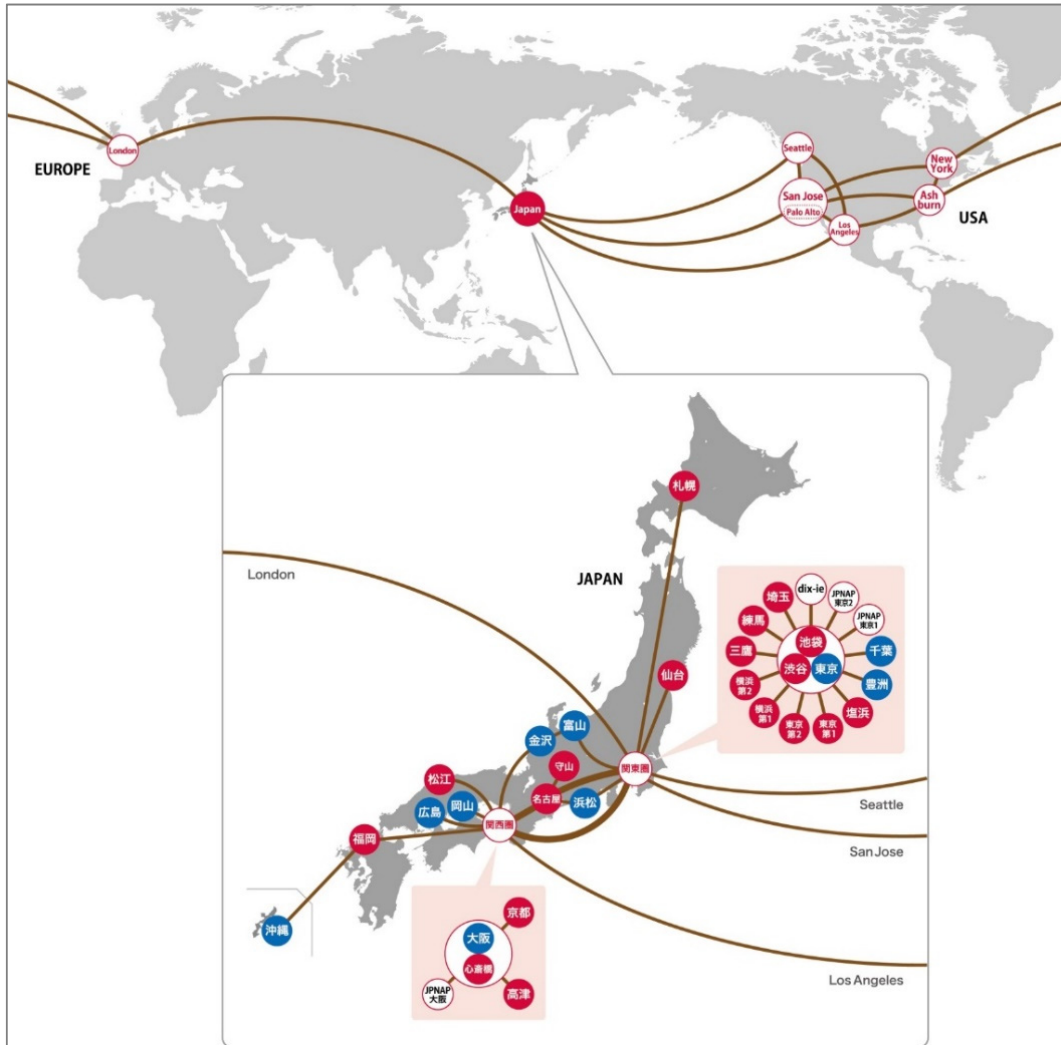 London
EUROPE
Japan
Seattle
San Jose
Palo Alto
Los
Angeles
New
York
Ash
burn
USA
札幌
London
JAPAN
仙台
富山
金沢
守山
松江
名古屋
浜松
広島
岡山
関東圏
関西圏
福岡
沖縄
Seattle
San Jose
Los Angeles
dix-ie
JPNAP
東京2
JPNAP
東京1
埼玉
練馬
三鷹
横浜
第2
横浜
第1
東京
第2
東京
第1
塩浜
豊洲
千葉
池袋
渋谷
東京
京都
大阪
心斎橋
JPNAP
大阪
高津